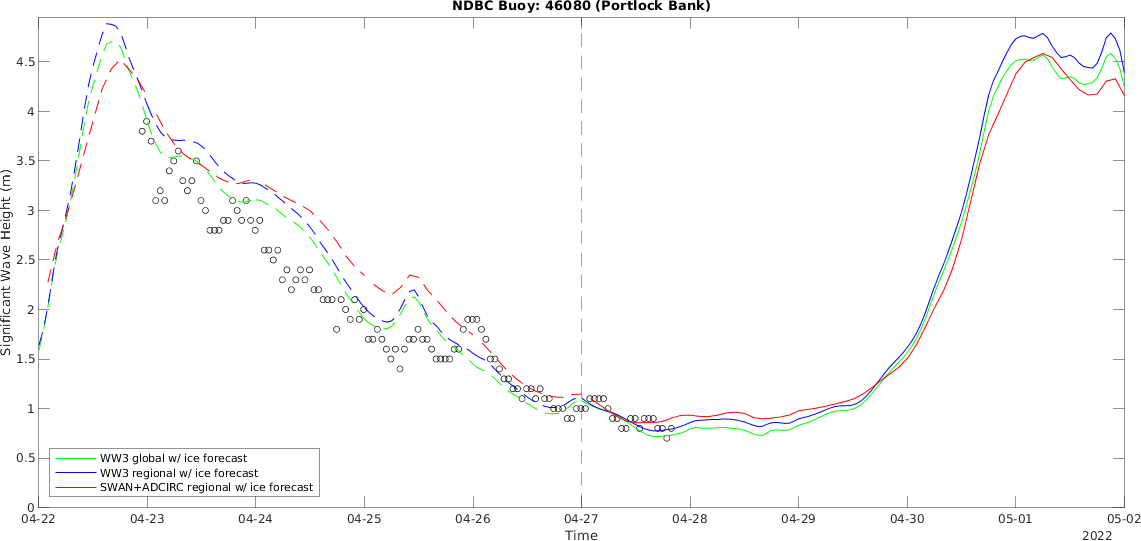 NDBC Buoy: 46080 (Portlock Bank)
Significant Wave Height (m)
4.5
4
3.5
3
2.5
2
1.5
1
0.5
0
WW3 global w/ ice forecast
WW3 regional w/ ice forecast
SWAN+ADCIRC regional w/ ice forecast
04-22 04-23 04-24 04-25 04-26 04-27 04-28 04-29 04-30 05-01 05-02
Time
2022